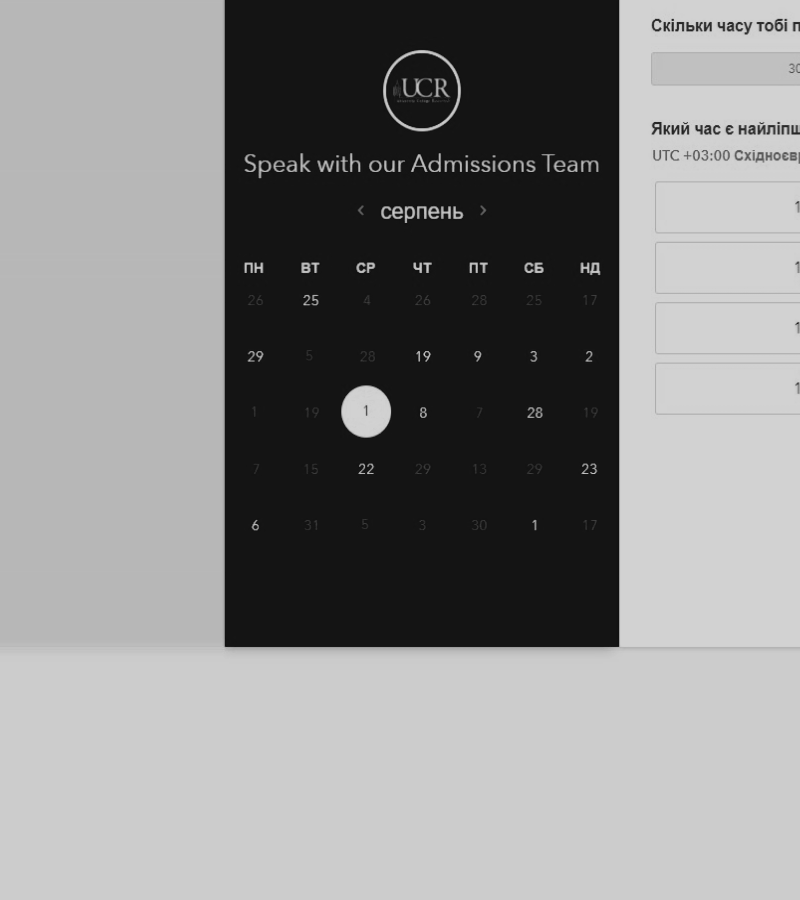 UCR
Speak with our Admissions Team
‹ серпень ›
ПН ВТ СР ЧТ ПТ СБ НД
26 25 4 26 28 25 17
29 5 28 19 9 3 2
1 19 1 8 7 28 19
7 15 22 29 13 29 23
6 31 5 3 30 1 17
Скільки часу тобі
30
Який час є
UTC +03:00
1
1
1
1